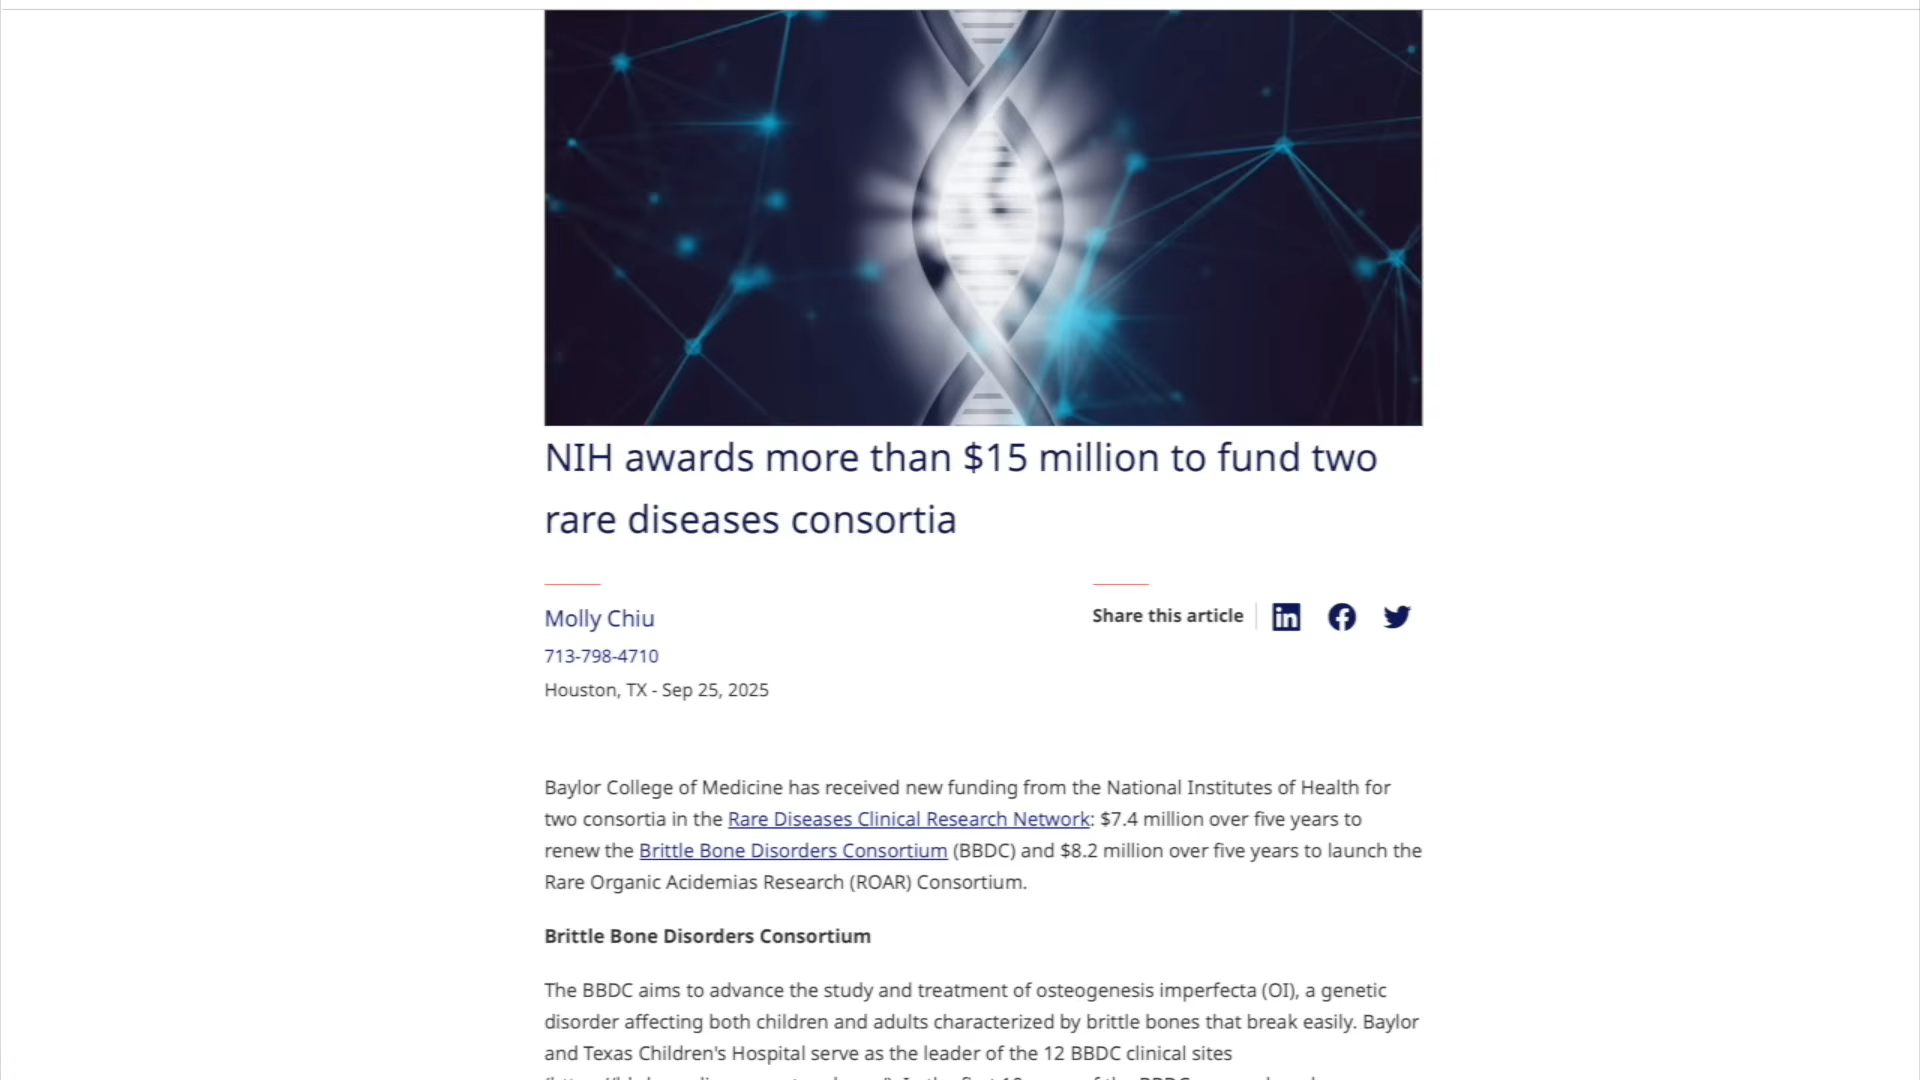 NIH awards more than $15 million to fund two
rare diseases consortia
Molly Chiu
713-798-4710
Houston, TX - Sep 25, 2025
Share this article
Baylor College of Medicine has received new funding from the National Institutes of Health for
two consortia in the Rare Diseases Clinical Research Network: $7.4 million over five years to
renew the Brittle Bone Disorders Consortium (BBDC) and $8.2 million over five years to launch the
Rare Organic Acidemias Research (ROAR) Consortium.
Brittle Bone Disorders Consortium
The BBDC aims to advance the study and treatment of osteogenesis imperfecta (OI), a genetic
disorder affecting both children and adults characterized by brittle bones that break easily. Baylor
and Texas Children's Hospital serve as the leader of the 12 BBDC clinical sites